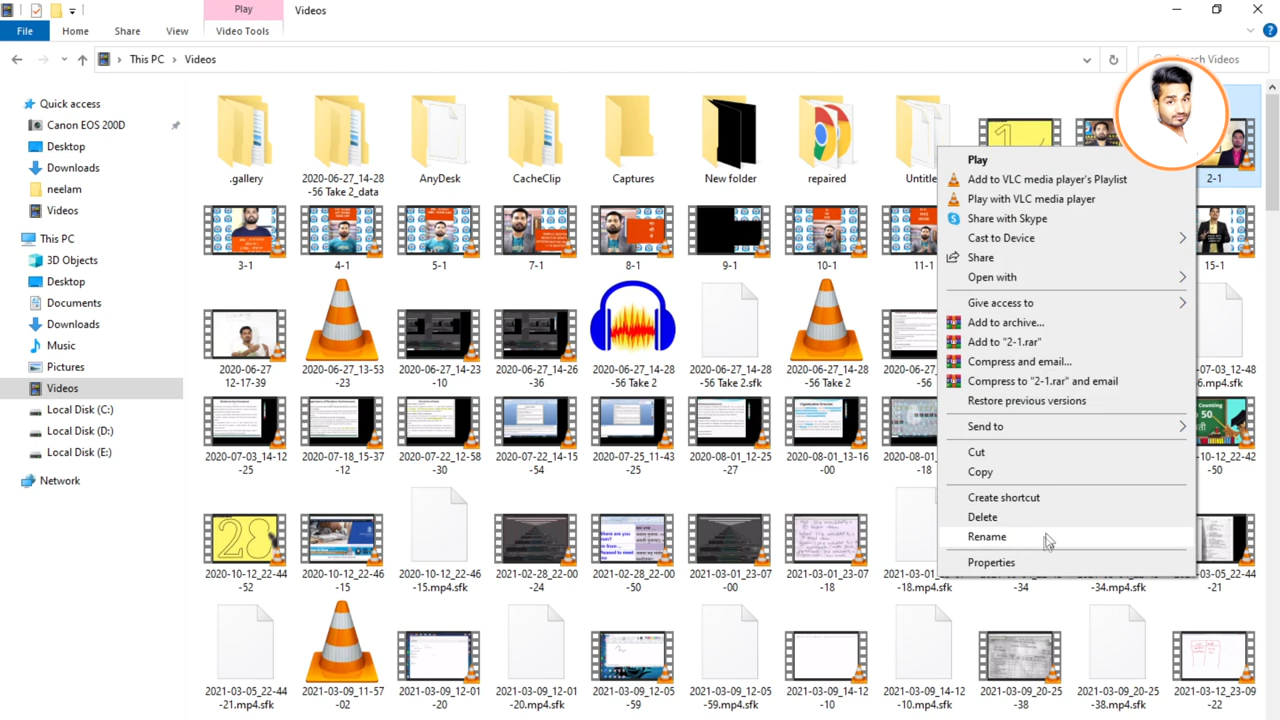 Play
Videos
File
Home
Share
View
Video Tools
This PC
Videos
Search Videos
Quick access
Canon EOS 200D
Desktop
Downloads
neelam
Videos
This PC
3D Objects
Desktop
Documents
Downloads
Music
Pictures
Videos
Local Disk (C:)
Local Disk (D:)
Local Disk (E:)
Network
.gallery
2020-06-27_14-28
-56 Take 2_data
AnyDesk
CacheClip
Captures
New folder
repaired
2-1
3-1
4-1
5-1
7-1
8-1
9-1
10-1
11-1
15-1
2020-06-27
12-17-39
2020-06-27_13-53
-23
2020-06-27_14-23
-10
2020-06-27_14-26
-36
2020-06-27_14-28
-56 Take 2
2020-06-27_14-28
-56 Take 2.sfk
2020-06-27_14-28
-56
2020-07-03_14-12
-25
2020-07-18_15-37
-12
2020-07-22_12-58
-30
2020-07-22_14-15
-54
2020-07-25_11-43
-25
2020-08-01_12-25
-27
2020-08-01_13-16
-00
2020-10-12_22-44
-52
2020-10-12_22-46
-15
2020-10-12_22-46
-15.mp4.sfk
2021-02-28_22-00
-24
2021-02-28_22-00
-50
2021-03-01_23-07
-00
2021-03-01_23-07
-18
-18.mp4.sfk
-34
-34.mp4.sfk
-21
2021-03-05_22-44
-21.mp4.sfk
2021-03-09_11-57
-02
2021-03-09_12-01
-20
2021-03-09_12-01
-20.mp4.sfk
2021-03-09_12-05
-59
2021-03-09_12-05
-59.mp4.sfk
2021-03-09_14-12
-10
2021-03-09_14-12
-10.mp4.sfk
2021-03-09_20-25
-38
2021-03-09_20-25
-38.mp4.sfk
2021-03-12_23-09
-22
Play
Add to VLC media player's Playlist
Play with VLC media player
Share with Skype
Cast to Device
Share
Open with
Give access to
Add to archive...
Add to "2-1.rar"
Compress and email...
Compress to "2-1.rar" and email
Restore previous versions
Send to
Cut
Copy
Create shortcut
Delete
Rename
Properties